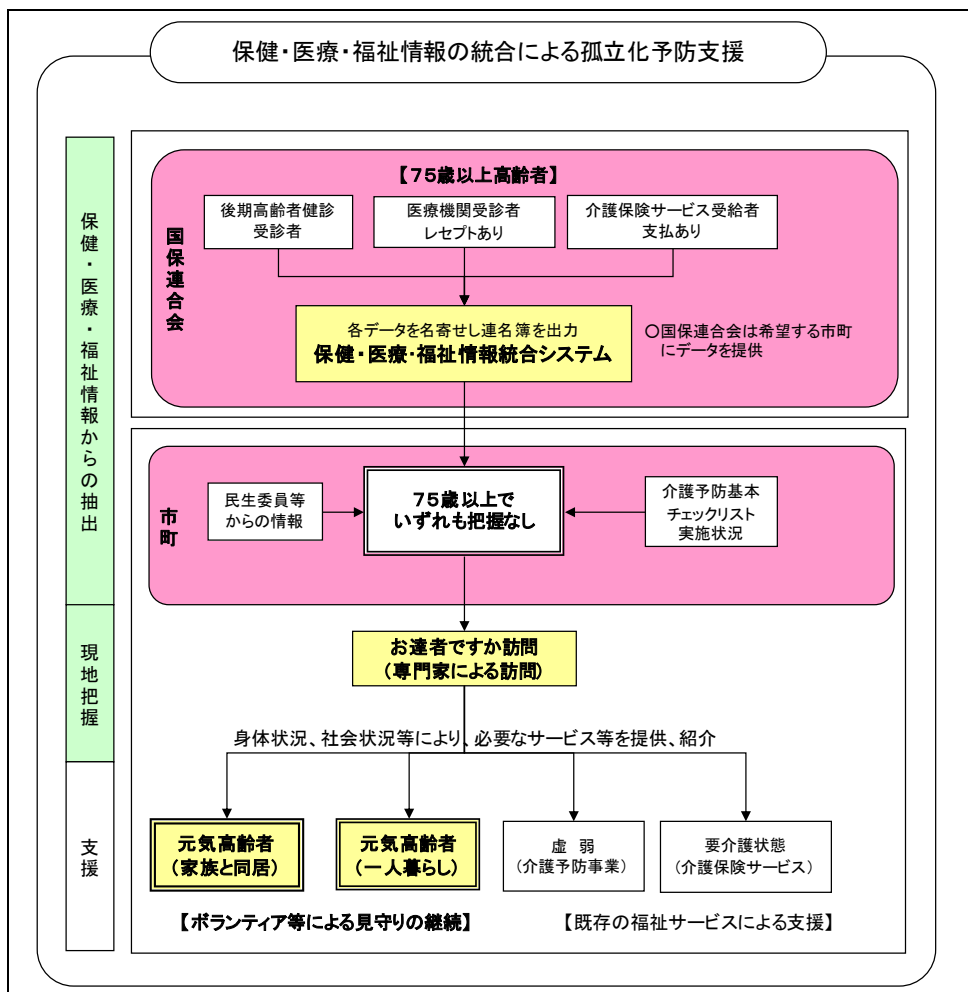 保健・医療・福祉情報の統合による孤立化予防支援
保健・医療・福祉情報からの抽出
国保連合会
【75歳以上高齢者】
後期高齢者健診
受診者
医療機関受診者
レセプトあり
介護保険サービス受給者
支払あり
各データを名寄せし連名簿を出力
保健・医療・福祉情報統合システム
○国保連合会は希望する市町
にデータを提供
市町
民生委員等
からの情報
75歳以上で
いずれも把握なし
介護予防基本
チェックリスト
実施状況
現地把握
お達者ですか訪問
(専門家による訪問)
身体状況、社会状況等により、必要なサービス等を提供、紹介
支援
元気高齢者
(家族と同居)
元気高齢者
(一人暮らし)
虚 弱
(介護予防事業)
要介護状態
(介護保険サービス)
【ボランティア等による見守りの継続】
【既存の福祉サービスによる支援】